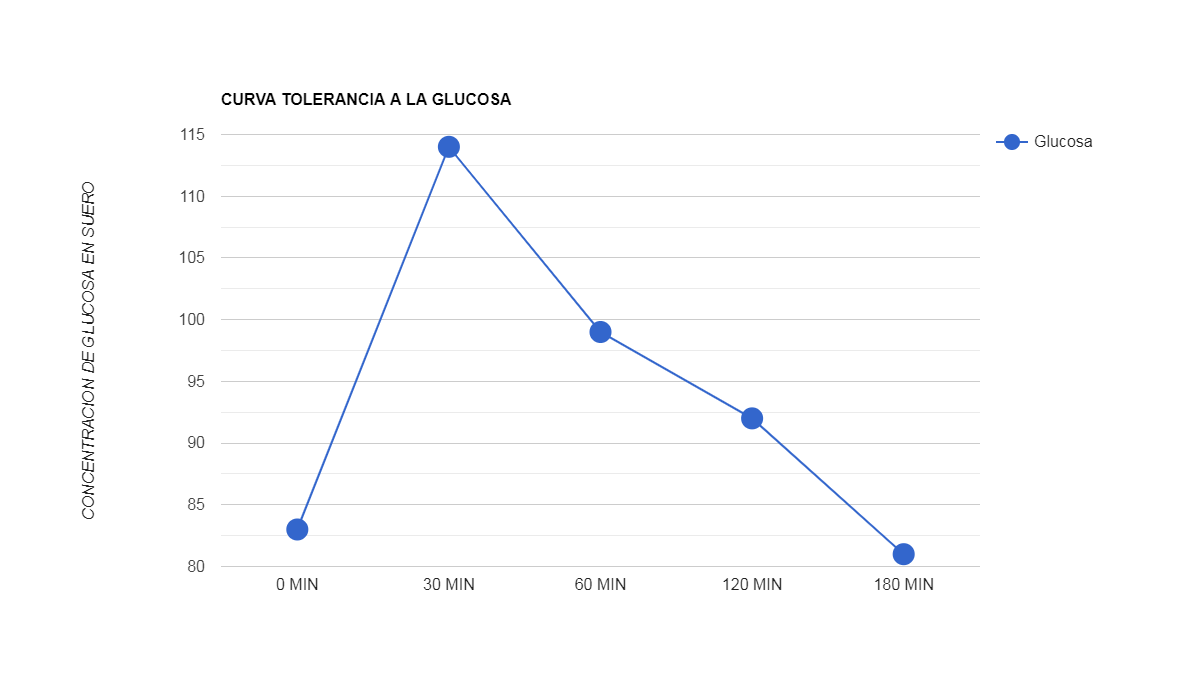 CURVA TOLERANCIA A LA GLUCOSA
Glucosa
CONCENTRACION DE GLUCOSA EN SUERO
115
110
105
100
95
90
85
80
0 MIN
30 MIN
60 MIN
120 MIN
180 MIN